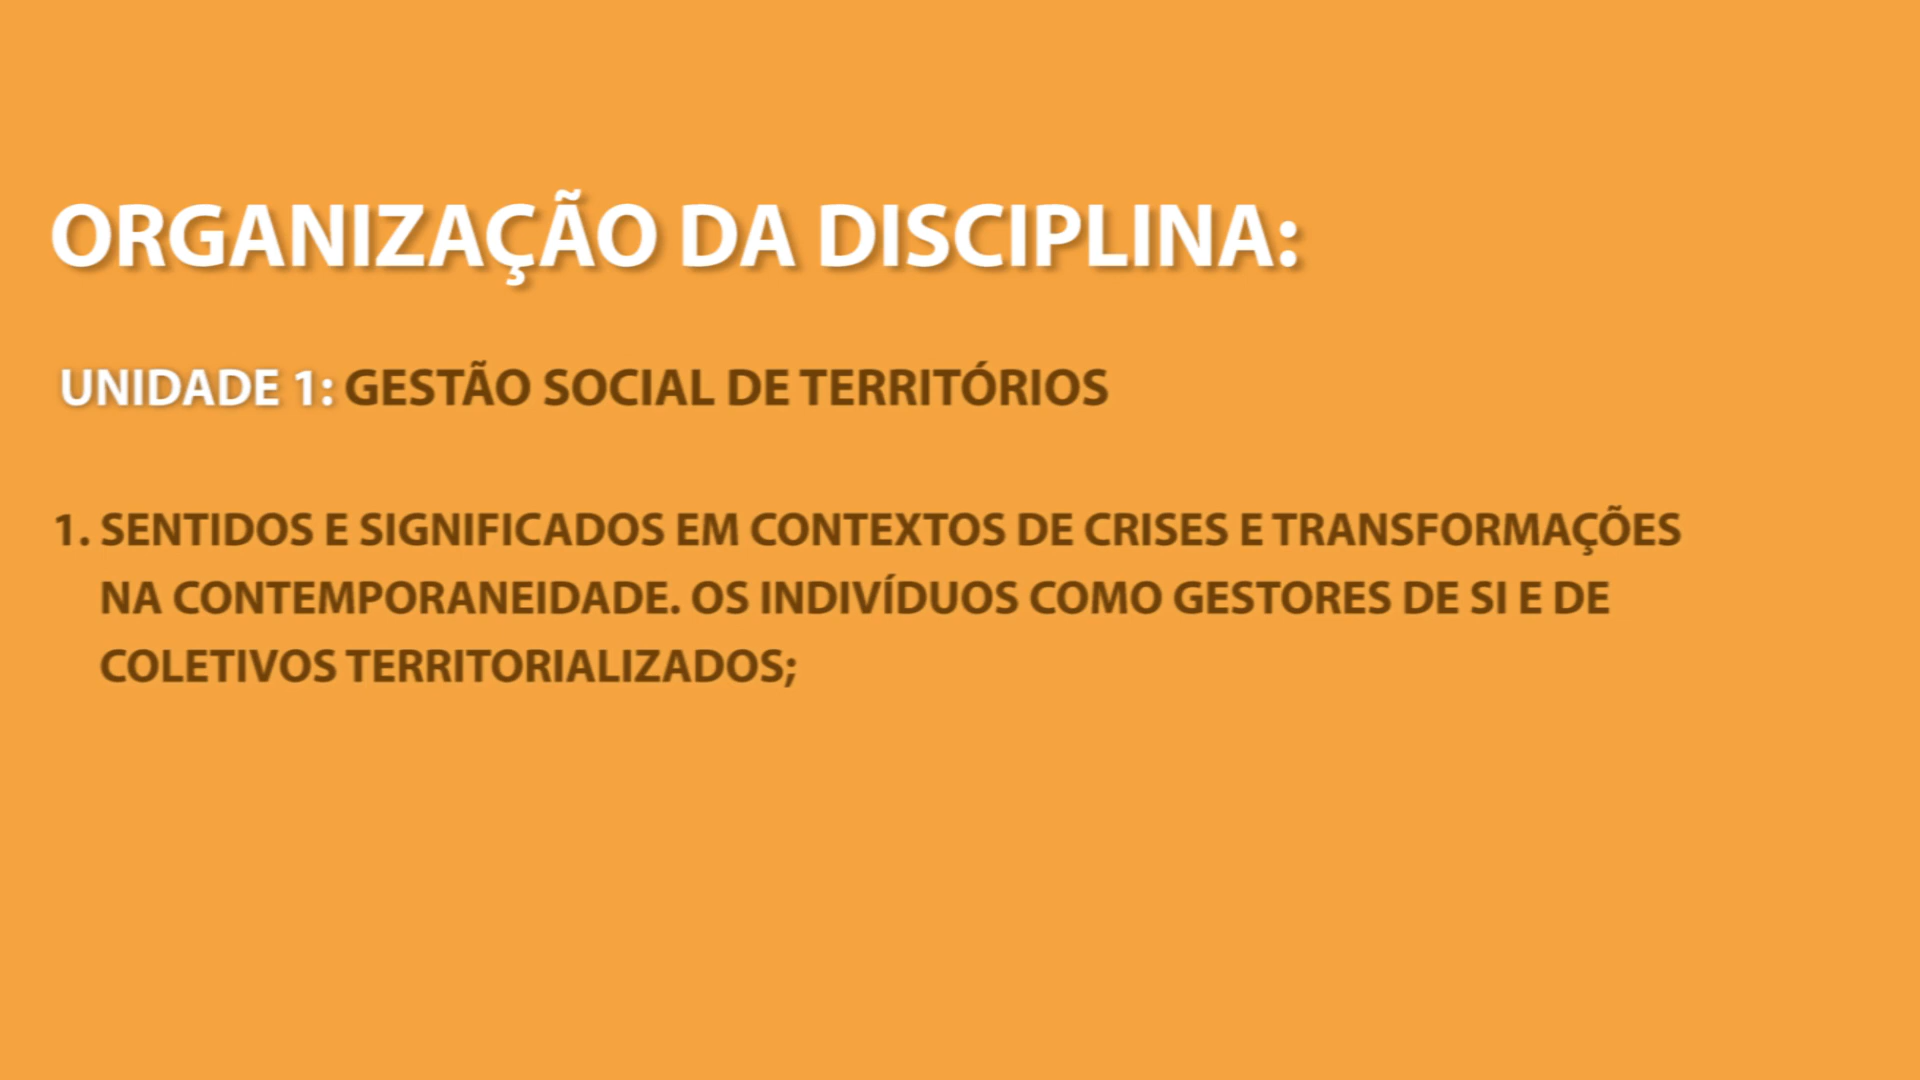 ORGANIZAÇÃO DA DISCIPLINA:
UNIDADE 1: GESTÃO SOCIAL DE TERRITÓRIOS
1. SENTIDOS E SIGNIFICADOS EM CONTEXTOS DE CRISES E TRANSFORMAÇÕES
NA CONTEMPORANEIDADE. OS INDIVÍDUOS COMO GESTORES DE SI E DE
COLETIVOS TERRITORIALIZADOS;